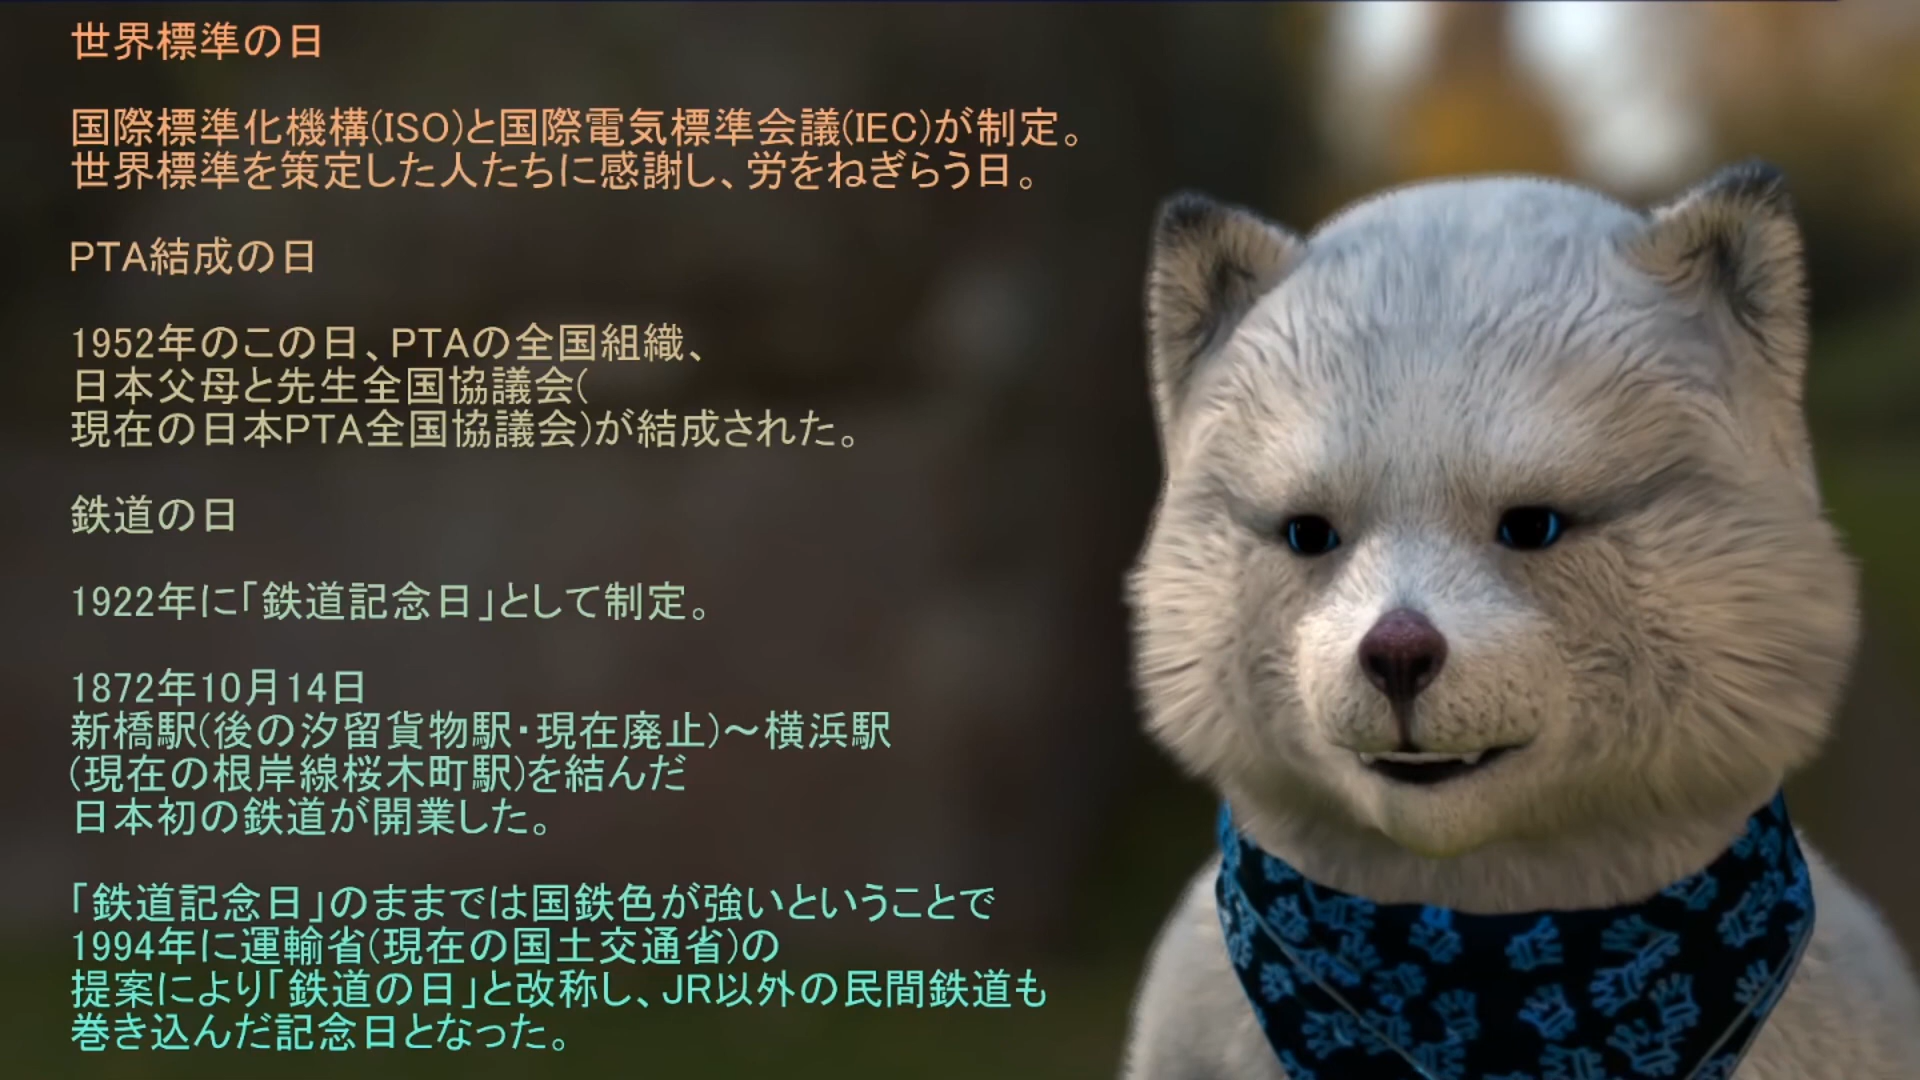 世界標準の日
国際標準化機構(ISO)と国際電気標準会議(IEC)が制定。
世界標準を策定した人たちに感謝し、労をねぎらう日。
PTA結成の日
1952年のこの日、PTAの全国組織、
日本父母と先生全国協議会(
現在の日本PTA全国協議会)が結成された。
鉄道の日
1922年に「鉄道記念日」として制定。
1872年10月14日
新橋駅(後の汐留貨物駅・現在廃止)～横浜駅
(現在の根岸線桜木町駅)を結んだ
日本初の鉄道が開業した。
「鉄道記念日」のままでは国鉄色が強いということで
1994年に運輸省(現在の国土交通省)の
提案により「鉄道の日」と改称し、JR以外の民間鉄道も
巻き込んだ記念日となった。